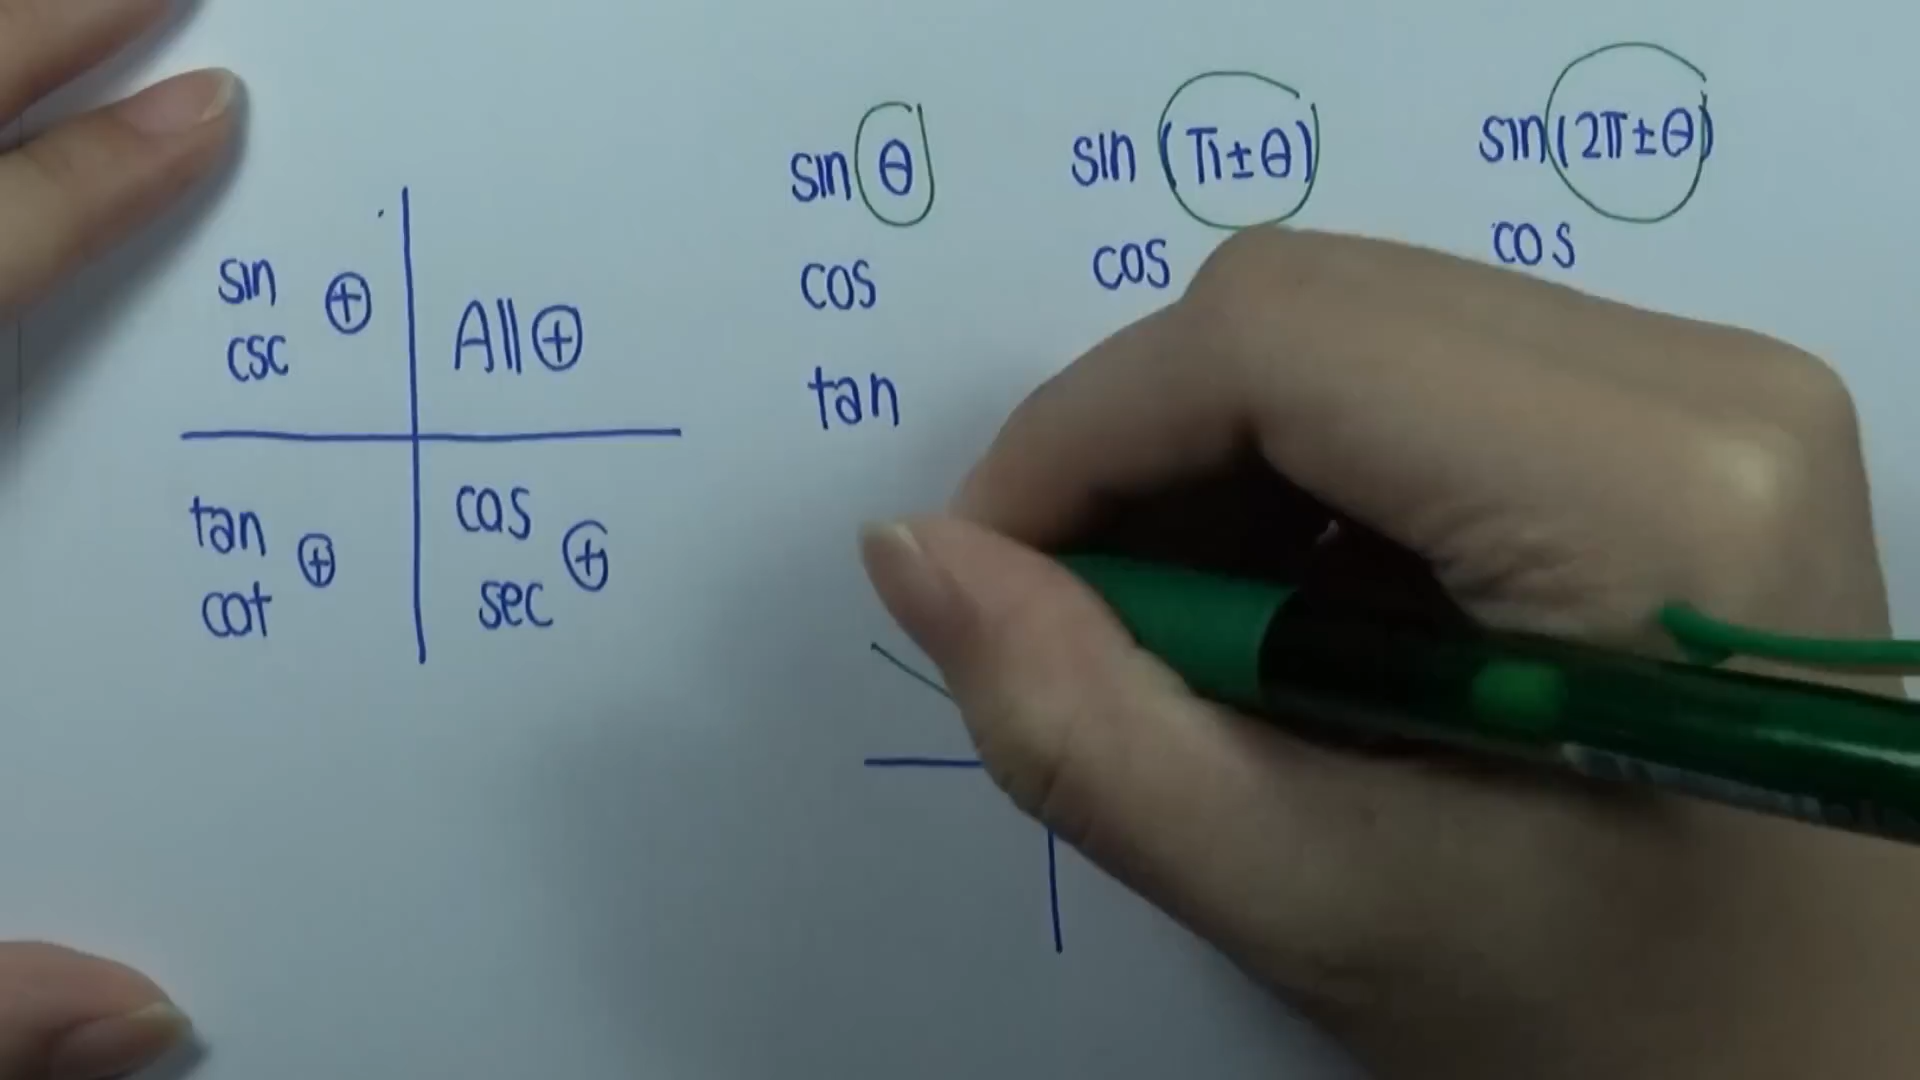 sin ⊕
csc
All ⊕
tan ⊕
cot
cos ⊕
sec
sin θ
cos
tan
sin (π±θ)
cos
sin (2π±θ)
cos